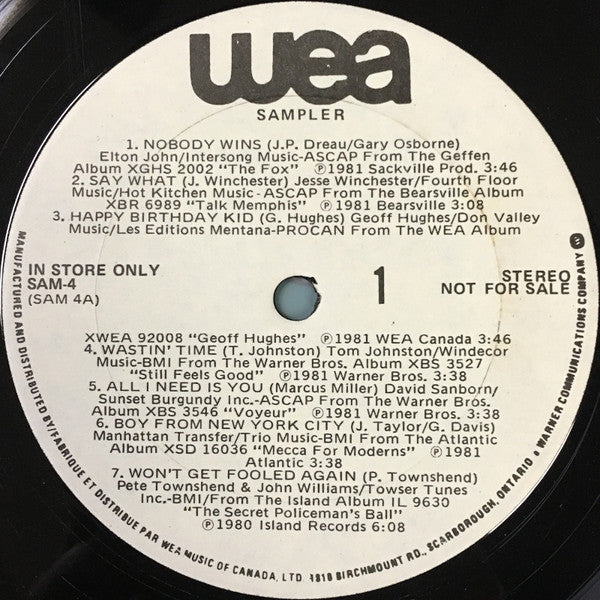 wea
SAMPLER
1. NOBODY WINS (J.P. Dreau/Gary Osborne)
Elton John/Intersong Music-ASCAP From The Geffen
Album XGHS 2002 "The Fox" Ⓟ1981 Sackville Prod. 3:46
2. SAY WHAT (J. Winchester) Jesse Winchester/Fourth Floor
Music/Hot Kitchen Music - ASCAP From the Bearsville Album
XBR 6989 "Talk Memphis" Ⓟ1981 Bearsville 3:08
3. HAPPY BIRTHDAY KID (G. Hughes) Geoff Hughes/Don Valley
Music/Les Editions Mentana-PROCAN From The WEA Album
IN STORE ONLY
SAM-4
(SAM 4A)
1
STEREO
NOT FOR SALE
XWEA 92008 "Geoff Hughes" Ⓟ1981 WEA Canada 3:46
4. WASTIN' TIME (T. Johnston) Tom Johnston/Windecor
Music-BMI From The Warner Bros. Album XBS 3527
"Still Feels Good" Ⓟ1981 Warner Bros. 3:38
5. ALL I NEED IS YOU (Marcus Miller) David Sanborn/
Sunset Burgundy Inc.-ASCAP From The Warner Bros.
Album XBS 3546 "Voyeur" Ⓟ1981 Warner Bros. 3:38
6. BOY FROM NEW YORK CITY (J. Taylor/G. Davis)
Manhattan Transfer/Trio Music-BMI From The Atlantic
Album XSD 16036 "Mecca For Moderns" Ⓟ1981
Atlantic 3:38
7. WON'T GET FOOLED AGAIN (P. Townshend)
Pete Townshend & John Williams/Towser Tunes
Inc.-BMI/From The Island Album IL 9630
"The Secret Policeman's Ball"
Ⓟ1980 Island Records 6:08
MANUFACTURED AND DISTRIBUTED BY/FABRIQUE ET DISTRIBUE PAR WEA MUSIC OF CANADA, LTD. 1810 BIRCHMOUNT RD., SCARBOROUGH, ONTARIO • WARNER COMMUNICATIONS COMPANY